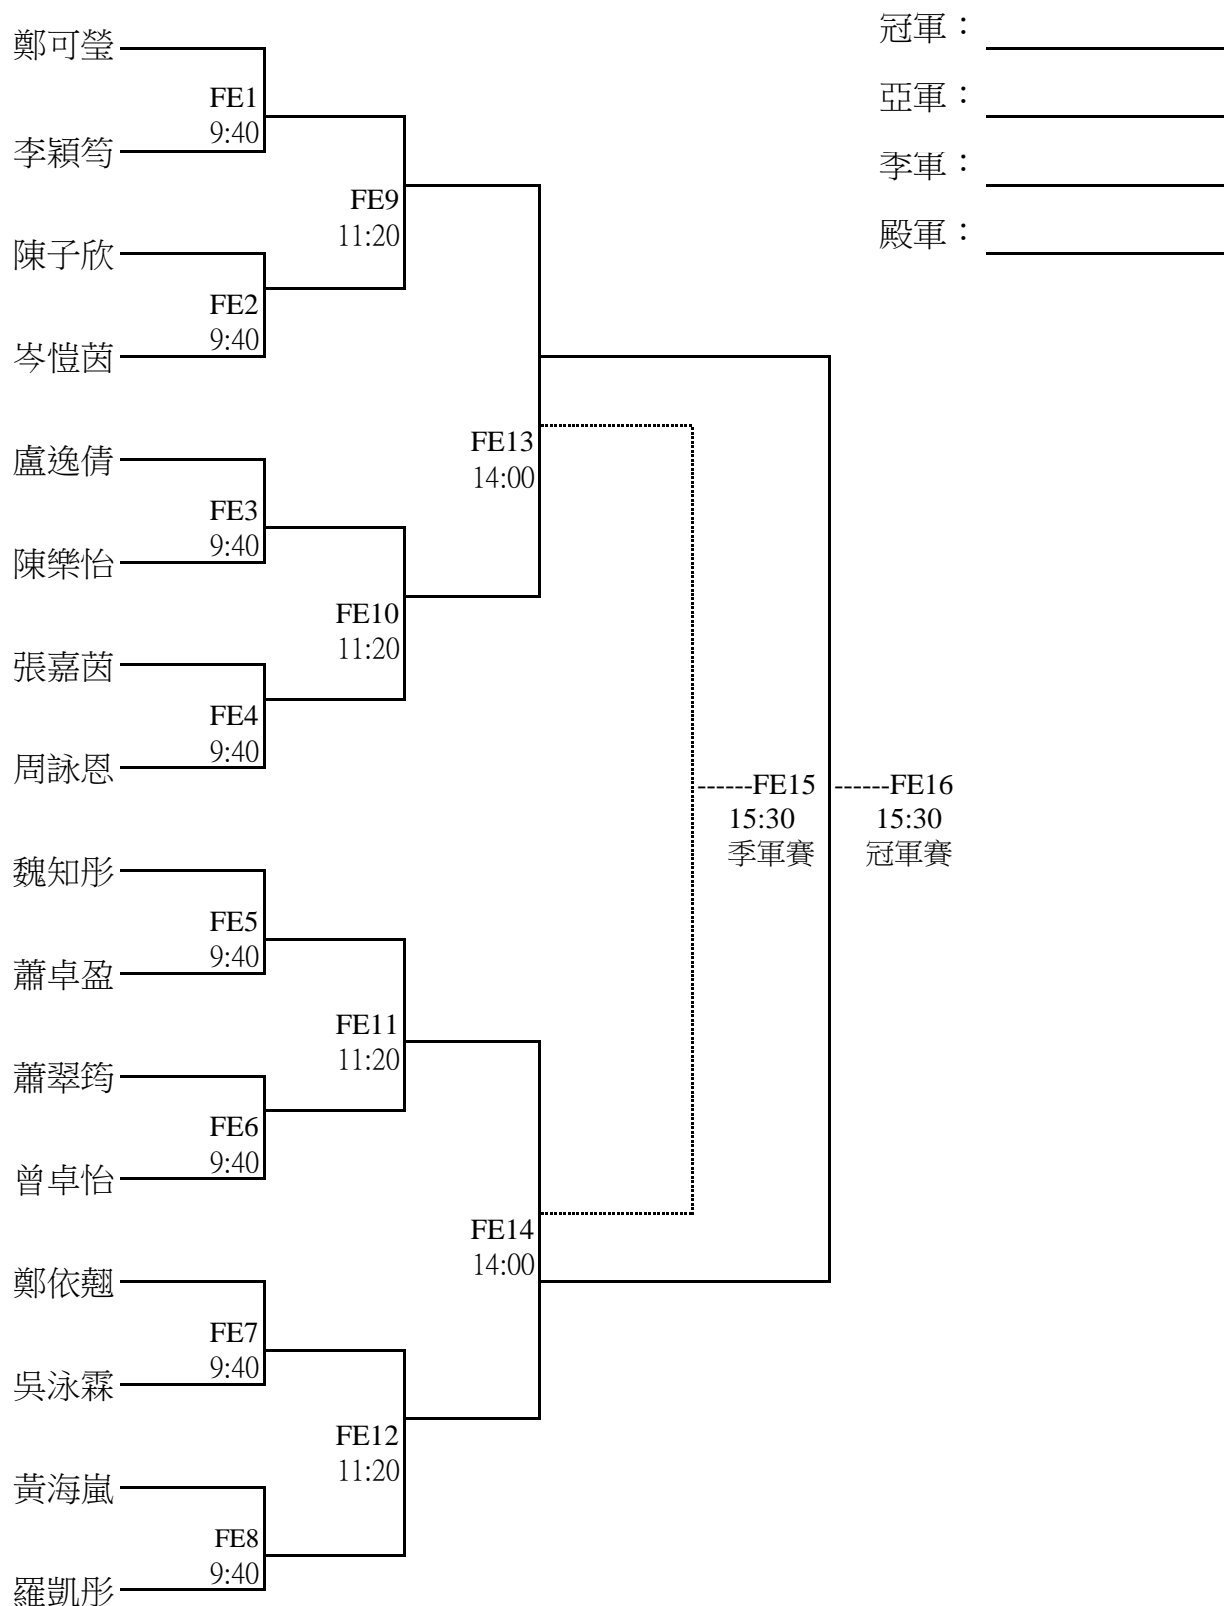 冠軍：
鄭可瑩
FE1
亞軍：
9:40
李穎筠
季軍：
FE9
11:20
殿軍：
陳子欣
FE2
9:40
岑愷茵
盧逸倩
FE13
14:00
FE3
9:40
陳樂怡
FE10
11:20
張嘉茵
FE4
9:40
周詠恩
------FE15 ------FE16
15:30 15:30
季軍賽 冠軍賽
魏知彤
FE5
9:40
蕭卓盈
FE11
11:20
蕭翠筠
FE6
9:40
曾卓怡
FE14
14:00
鄭依翹
FE7
9:40
吳泳霖
FE12
11:20
黃海嵐
FE8
9:40
羅凱彤